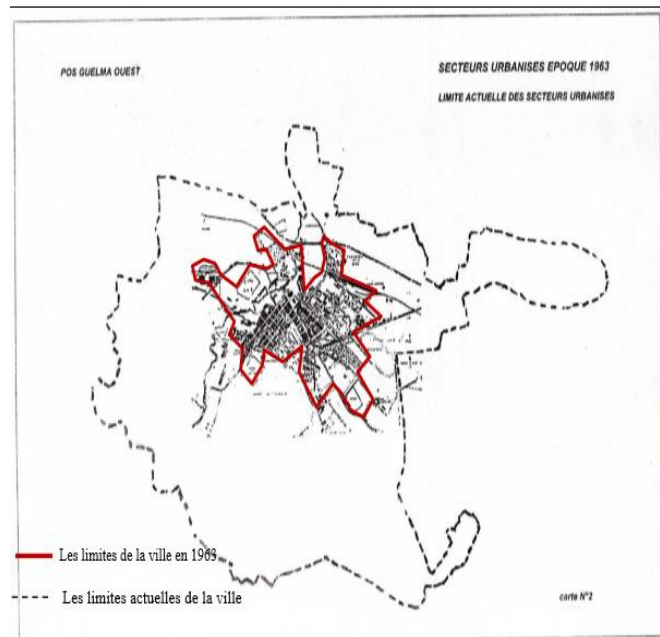 POS GUELMA OUEST
SECTEURS URBANISES EPOQUE 1963
LIMITE ACTUELLE DES SECTEURS URBANISES
Les limites de la ville en 1963
Les limites actuelles de la ville
carte N°2